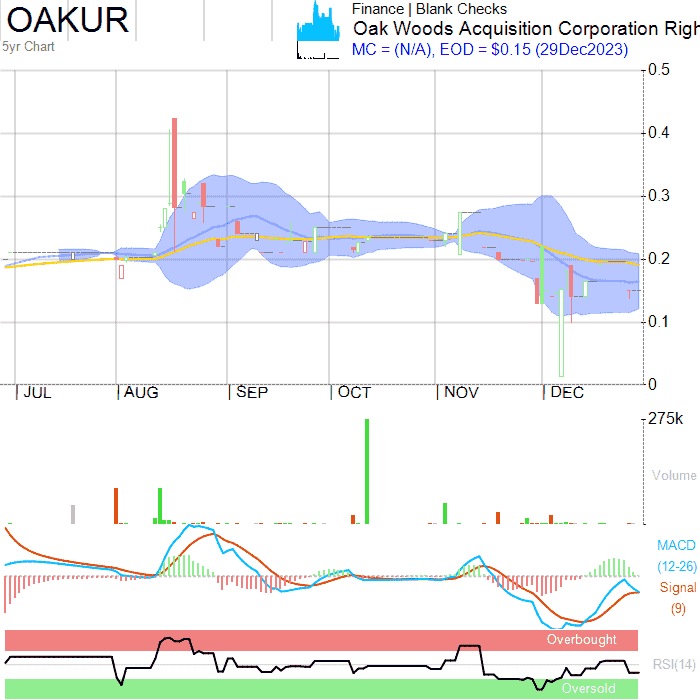 OAKUR
5yr Chart
Finance | Blank Checks
Oak Woods Acquisition Corporation Righ
MC = (N/A), EOD = $0.15 (29Dec2023)
0.5
0.4
0.3
0.2
0.1
0
JUL AUG SEP OCT NOV DEC
275k
Volume
MACD
(12-26)
Signal
(9)
Overbought
RSI(14)
Oversold